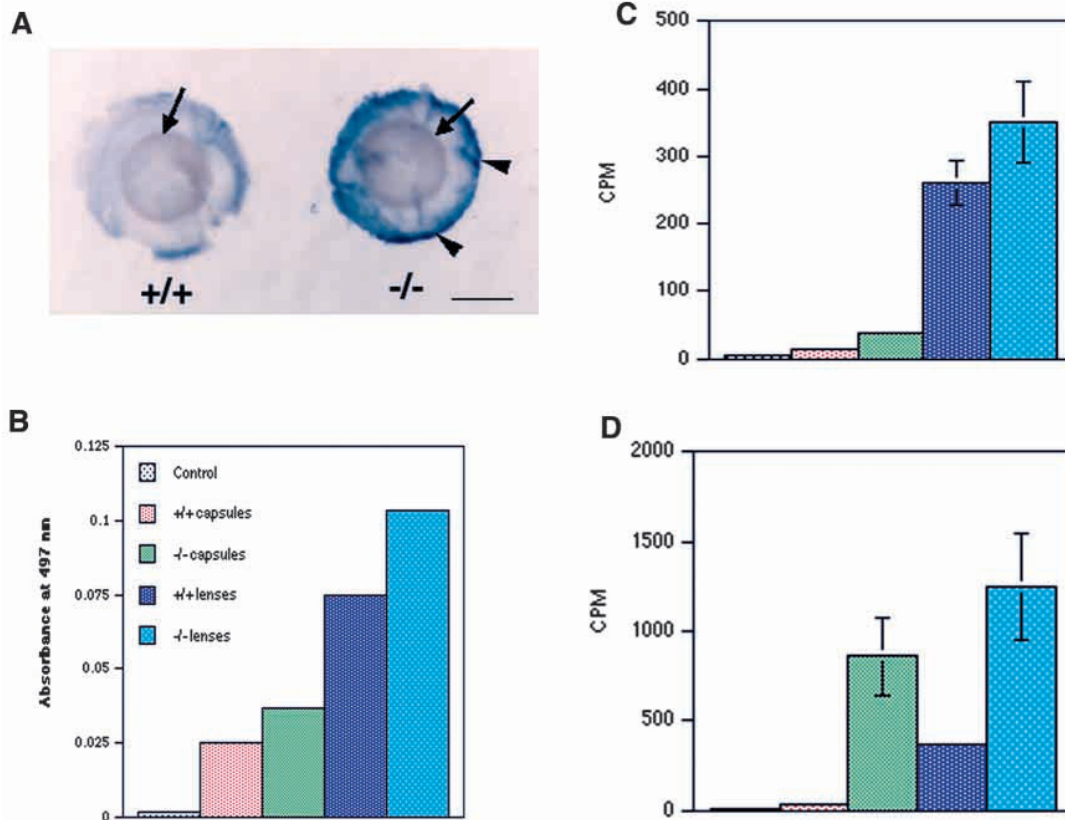 A
+/+
-/-
B
Absorbance at 497 nm
0.125
0.1
0.075
0.05
0.025
0
Control
+/+ capsules
-/- capsules
+/+ lenses
-/- lenses
C
CPM
500
400
300
200
100
0
D
CPM
2000
1500
1000
500
0